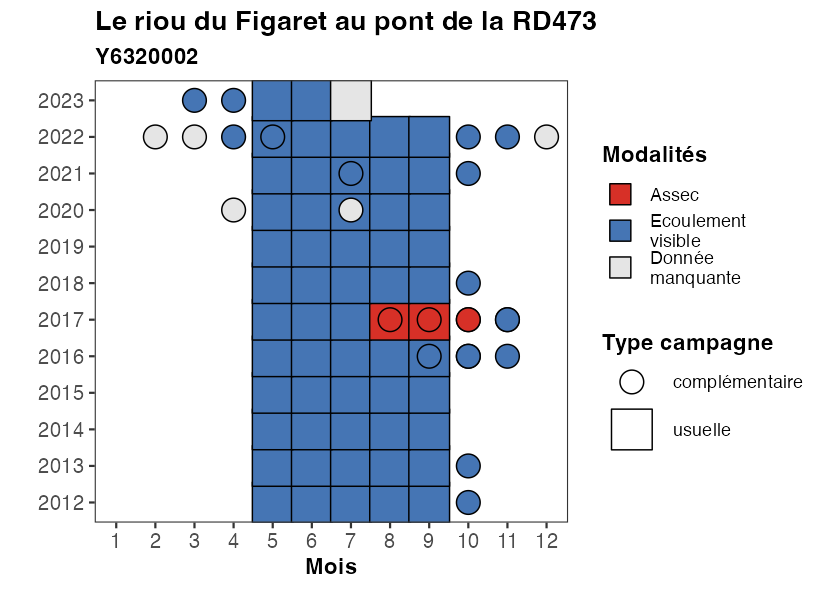 Le riou du Figaret au pont de la RD473
Y6320002
2023
2022
2021
2020
2019
2018
2017
2016
2015
2014
2013
2012
1 2 3 4 5 6 7 8 9 10 11 12
Mois
Modalités
Assec
Ecoulement
visible
Donnée
manquante
Type campagne
complémentaire
usuelle